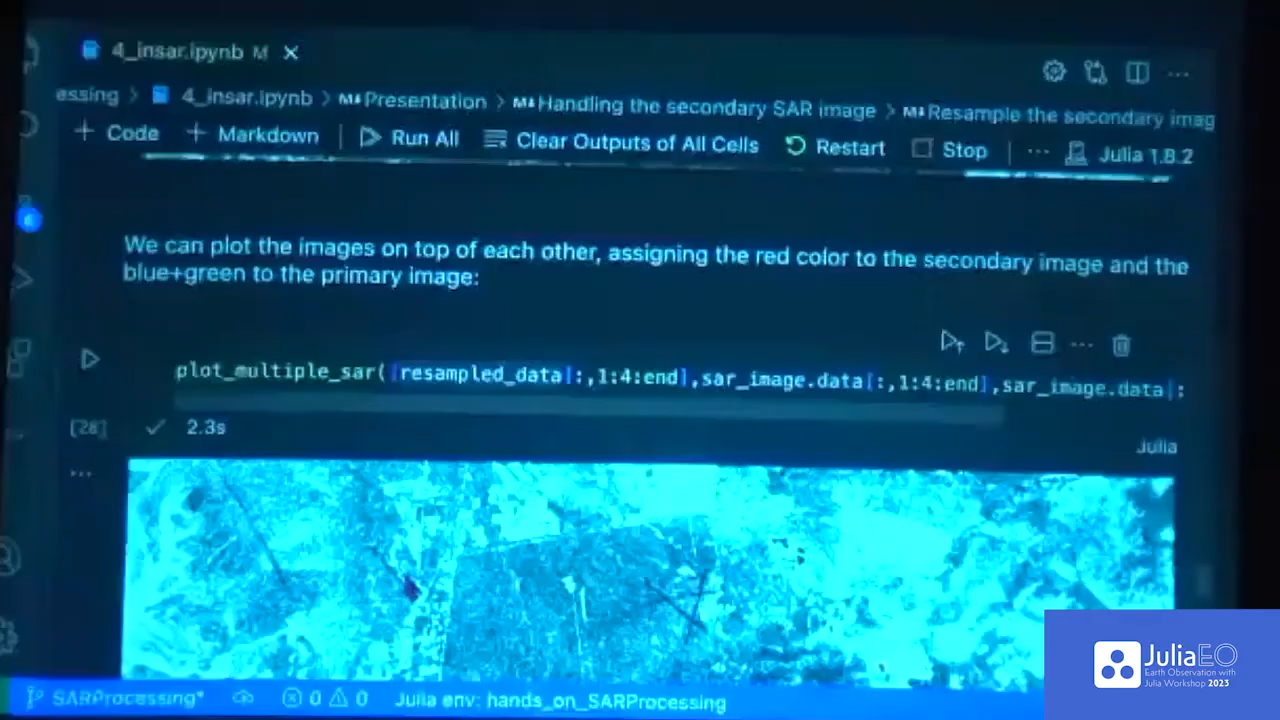 4_insar.ipynb M ×
essing > 4_insar.ipynb > M↓Presentation > M↓Handling the secondary SAR image > M↓Resample the secondary imag
+ Code + Markdown | Run All Clear Outputs of All Cells Restart Stop | ... Julia 1.8.2
We can plot the images on top of each other, assigning the red color to the secondary image and the
blue+green to the primary image:
plot_multiple_sar([resampled_data[:,1:4:end],sar_image.data[:,1:4:end],sar_image.data[:
[28] ✓ 2.3s
Julia
...
SARProcessing* 0 0 Julia env: hands_on_SARProcessing
JuliaEO
Earth Observation with
Julia Workshop 2023